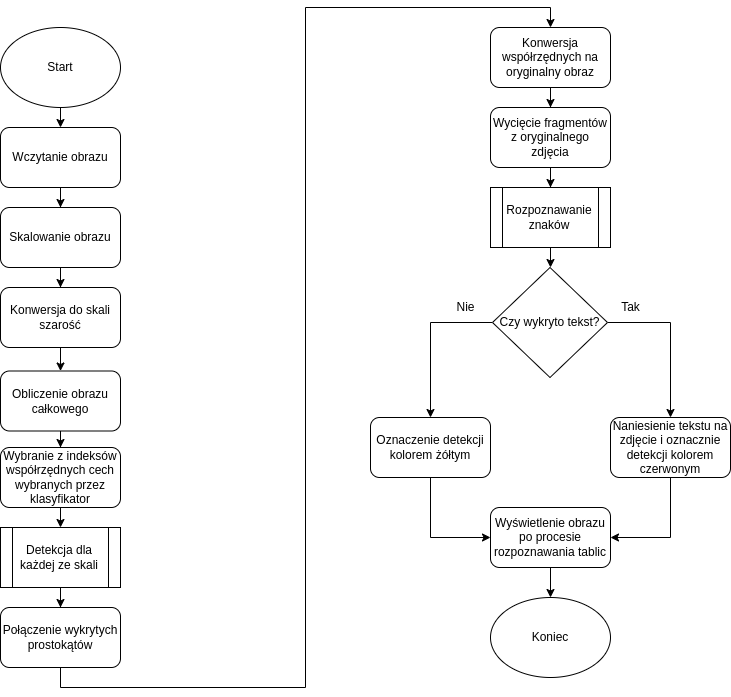 Start
Wczytanie obrazu
Skalowanie obrazu
Konwersja do skali
szarość
Obliczenie obrazu
całkowego
Wybranie z indeksów
współrzędnych cech
wybranych przez
klasyfikator
Detekcja dla
każdej ze skali
Połączenie wykrytych
prostokątów
Konwersja
współrzędnych na
oryginalny obraz
Wycięcie fragmentów
z oryginalnego
zdjęcia
Rozpoznawanie
znaków
Czy wykryto tekst?
Nie
Tak
Oznaczenie detekcji
kolorem żółtym
Naniesienie tekstu na
zdjęcie i oznacznie
detekcji kolorem
czerwonym
Wyświetlenie obrazu
po procesie
rozpoznawania tablic
Koniec